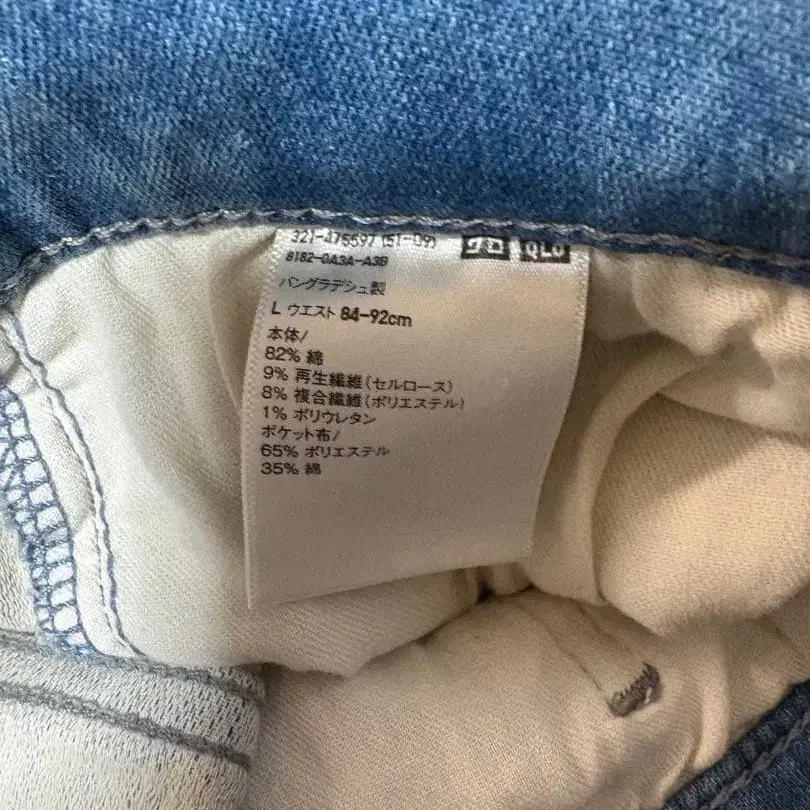 321-475597 (51-09) ユニ QLO
8182-0A3A-A3B
バングラデシュ製
L ウエスト 84-92cm
本体/
82% 綿
9% 再生繊維(セルロース)
8% 複合繊維(ポリエステル)
1% ポリウレタン
ポケット布/
65% ポリエステル
35% 綿